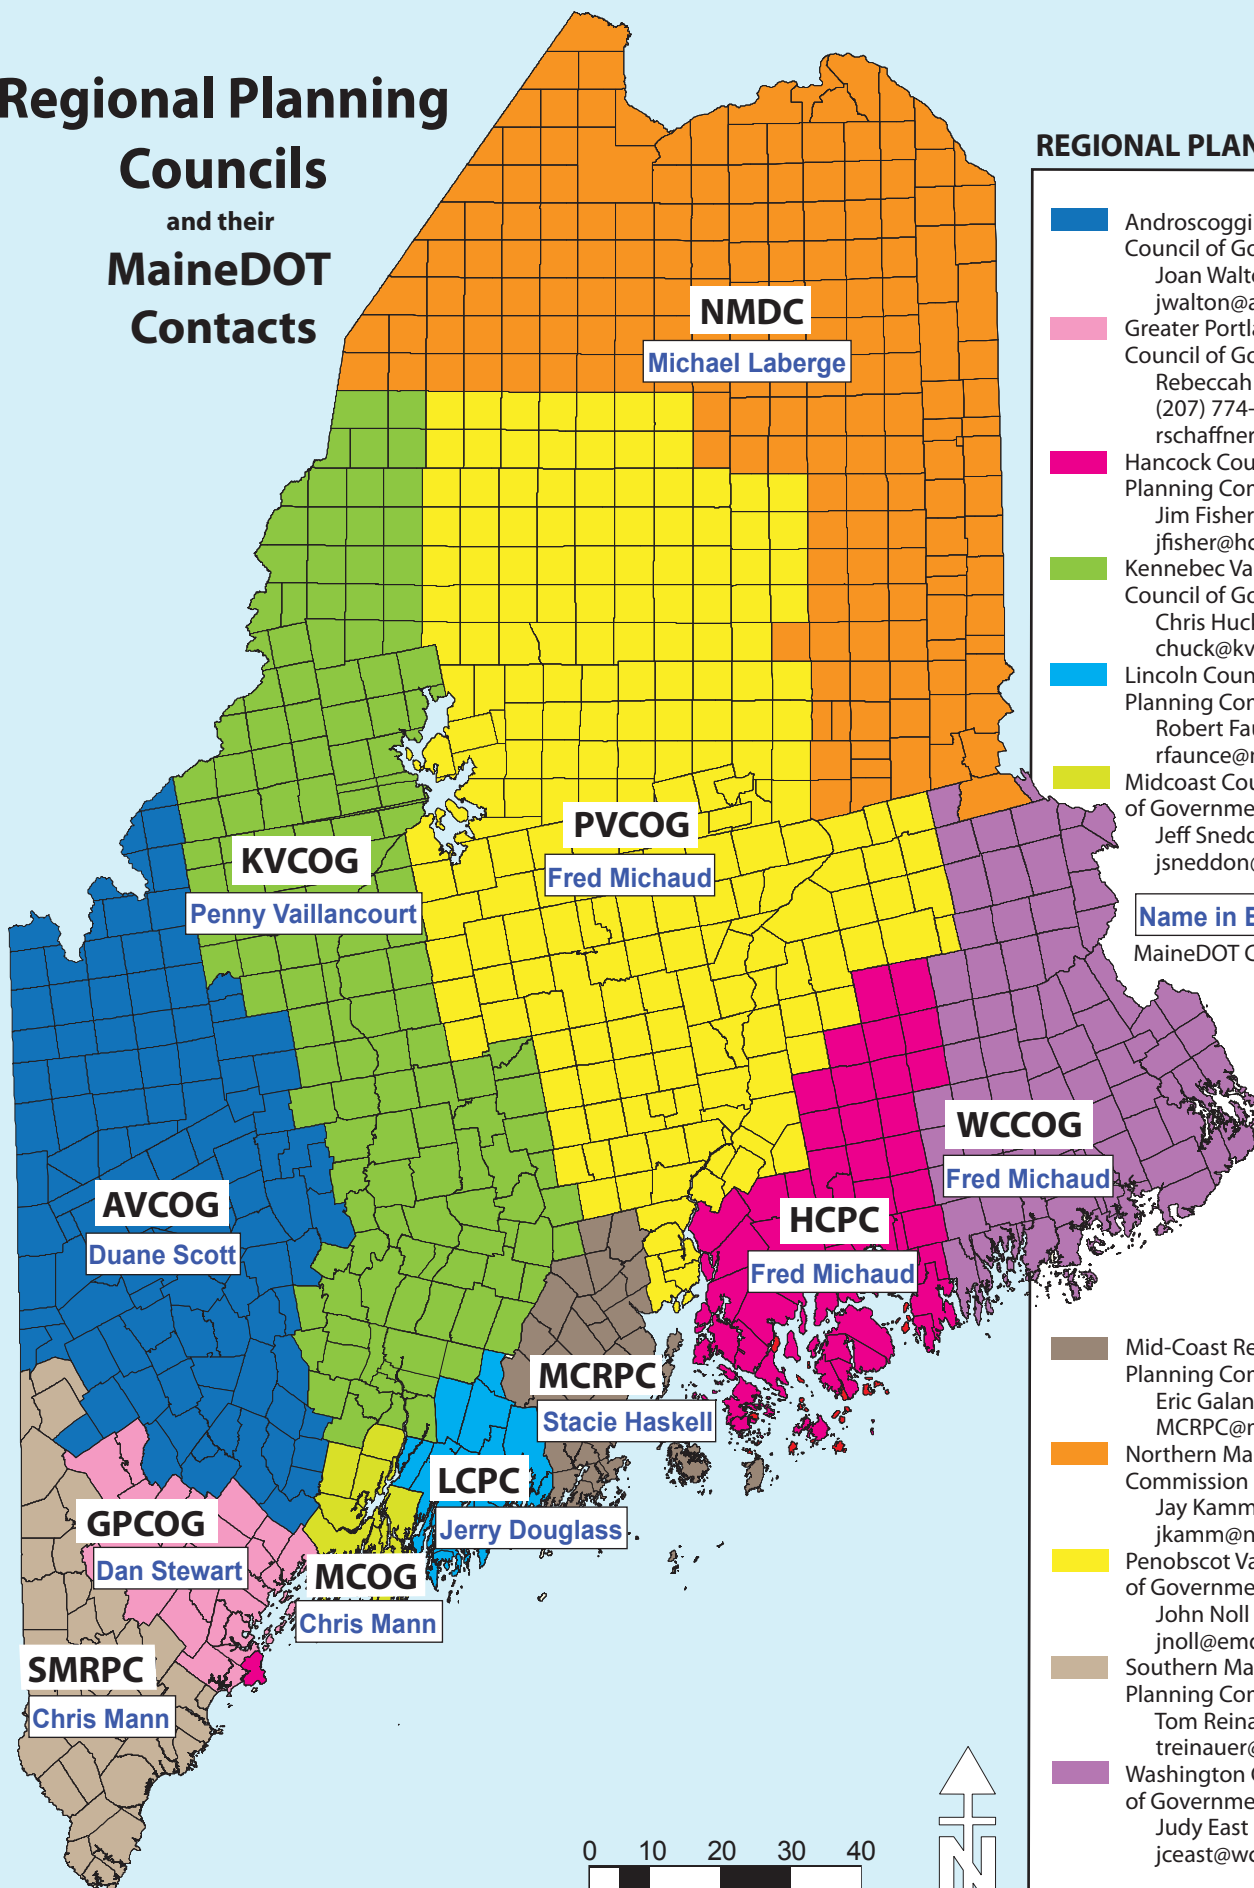 Regional Planning
Councils
and their
MaineDOT
Contacts
NMDC
Michael Laberge
PVCOG
Fred Michaud
KVCOG
Penny Vaillancourt
WCCOG
Fred Michaud
AVCOG
Duane Scott
HCPC
Fred Michaud
MCRPC
Stacie Haskell
LCPC
Jerry Douglass
GPCOG
Dan Stewart
MCOG
Chris Mann
SMRPC
Chris Mann
0 10 20 30 40
N
REGIONAL PLAN
Androscoggi
Council of Go
Joan Walt
jwalton@a
Greater Portla
Council of Go
Rebeccah
(207) 774-
rschaffner
Hancock Cou
Planning Con
Jim Fisher
jfisher@hc
Kennebec Va
Council of Go
Chris Huck
chuck@kv
Lincoln Coun
Planning Con
Robert Fau
rfaunce@r
Midcoast Cou
of Governme
Jeff Snedd
jsneddon@
Name in B
MaineDOT C
Mid-Coast Re
Planning Con
Eric Galan
MCRPC@r
Northern Ma
Commission
Jay Kamm
jkamm@n
Penobscot Va
of Governme
John Noll
jnoll@emd
Southern Ma
Planning Con
Tom Reina
treinauer@
Washington C
of Governme
Judy East
jceast@wc